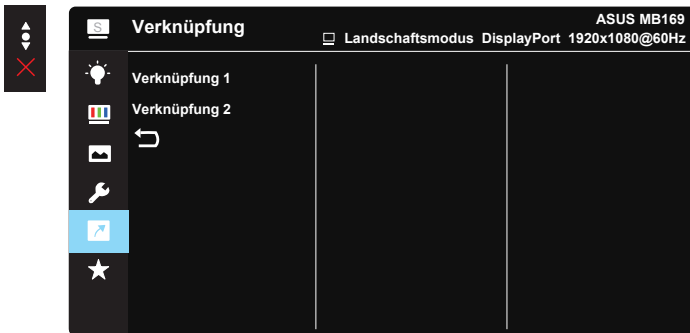 S
Verknüpfung
ASUS MB169
Landschaftsmodus DisplayPort 1920x1080@60Hz
Verknüpfung 1
Verknüpfung 2